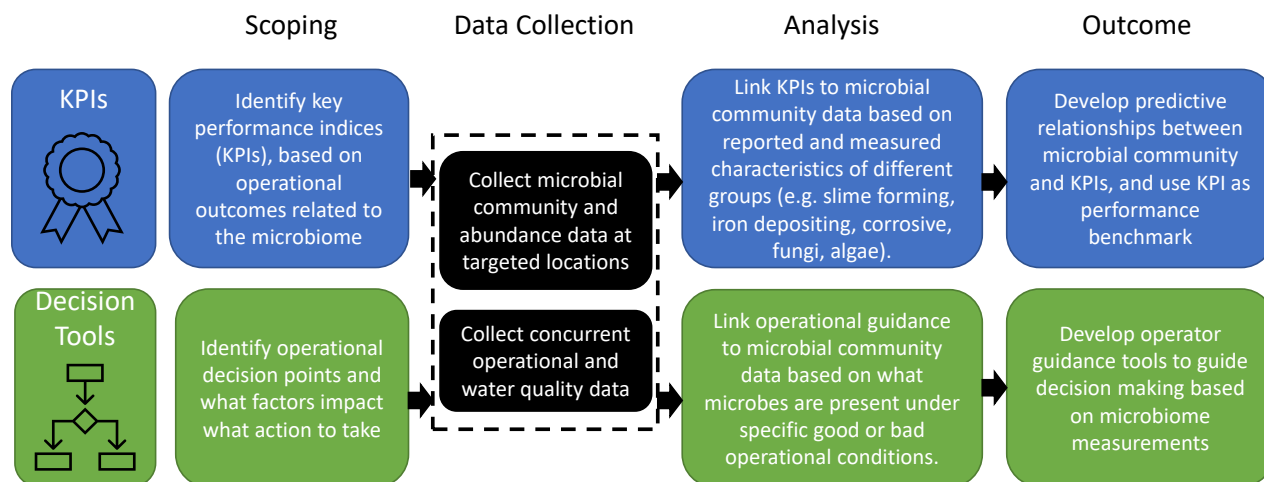 Scoping
Data Collection
Analysis
Outcome
KPIs
Identify key
performance indices
(KPIs), based on
operational
outcomes related to
the microbiome
Collect microbial
community and
abundance data at
targeted locations
Link KPIs to microbial
community data based on
reported and measured
characteristics of different
groups (e.g. slime forming,
iron depositing, corrosive,
fungi, algae).
Develop predictive
relationships between
microbial community
and KPIs, and use KPI as
performance
benchmark
Decision
Tools
Identify operational
decision points and
what factors impact
what action to take
Collect concurrent
operational and
water quality data
Link operational guidance
to microbial community
data based on what
microbes are present under
specific good or bad
operational conditions.
Develop operator
guidance tools to guide
decision making based
on microbiome
measurements